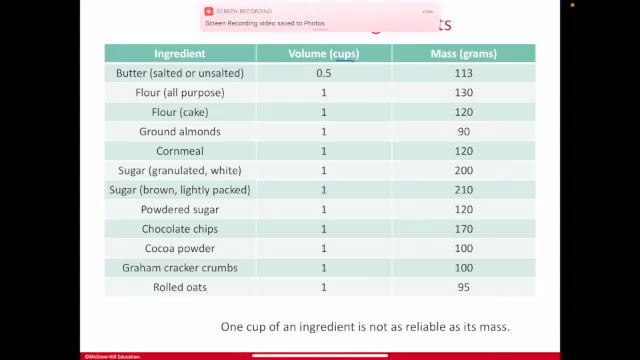 SCREEN RECORDING now
Screen Recording video saved to Photos
ts
Ingredient Volume (cups) Mass (grams)
Butter (salted or unsalted) 0.5 113
Flour (all purpose) 1 130
Flour (cake) 1 120
Ground almonds 1 90
Cornmeal 1 120
Sugar (granulated, white) 1 200
Sugar (brown, lightly packed) 1 210
Powdered sugar 1 120
Chocolate chips 1 170
Cocoa powder 1 100
Graham cracker crumbs 1 100
Rolled oats 1 95
One cup of an ingredient is not as reliable as its mass.
©McGraw-Hill Education.